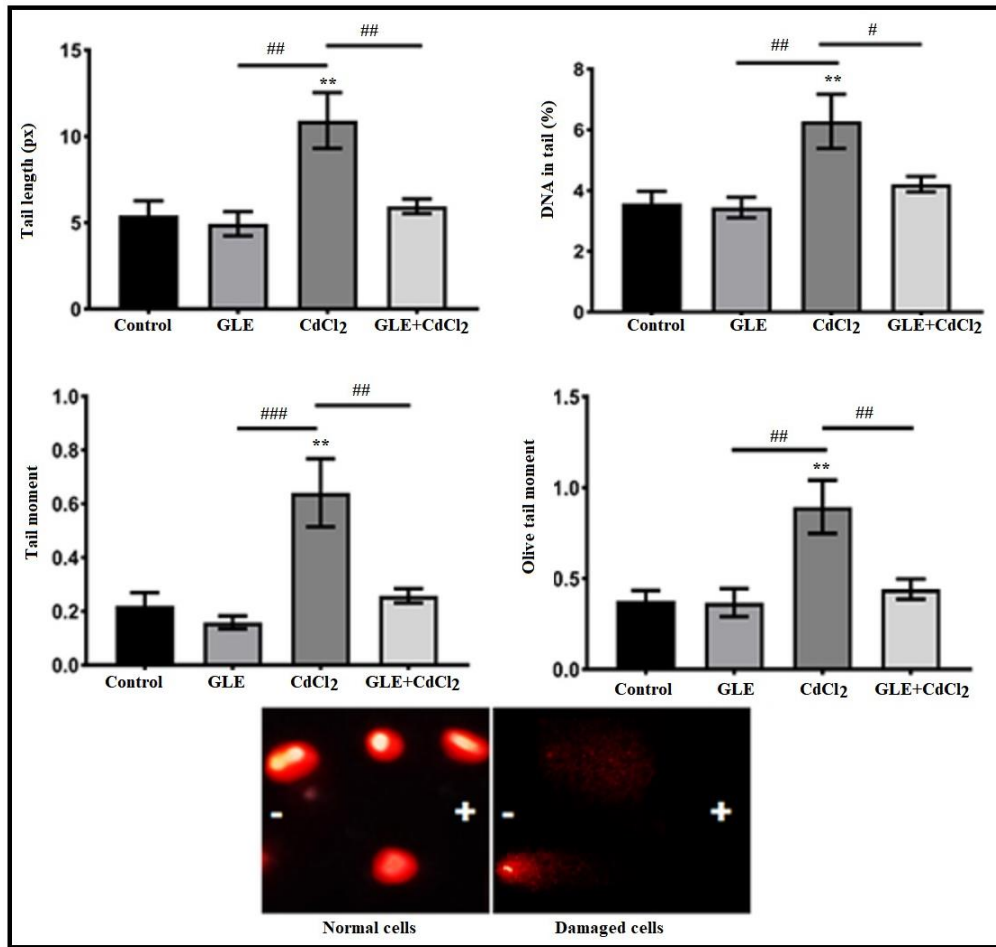 ## ##
15
**
10
Tail length (px)
5
0
Control GLE CdCl2 GLE+CdCl2
## #
8
**
6
DNA in tail (%)
4
2
0
Control GLE CdCl2 GLE+CdCl2
1.0
## 
###
**
0.8
0.6
Tail moment
0.4
0.2
0.0
Control GLE CdCl2 GLE+CdCl2
1.5
##
##
**
1.0
Olive tail moment
0.5
0.0
Control GLE CdCl2 GLE+CdCl2
- + - +
Normal cells Damaged cells